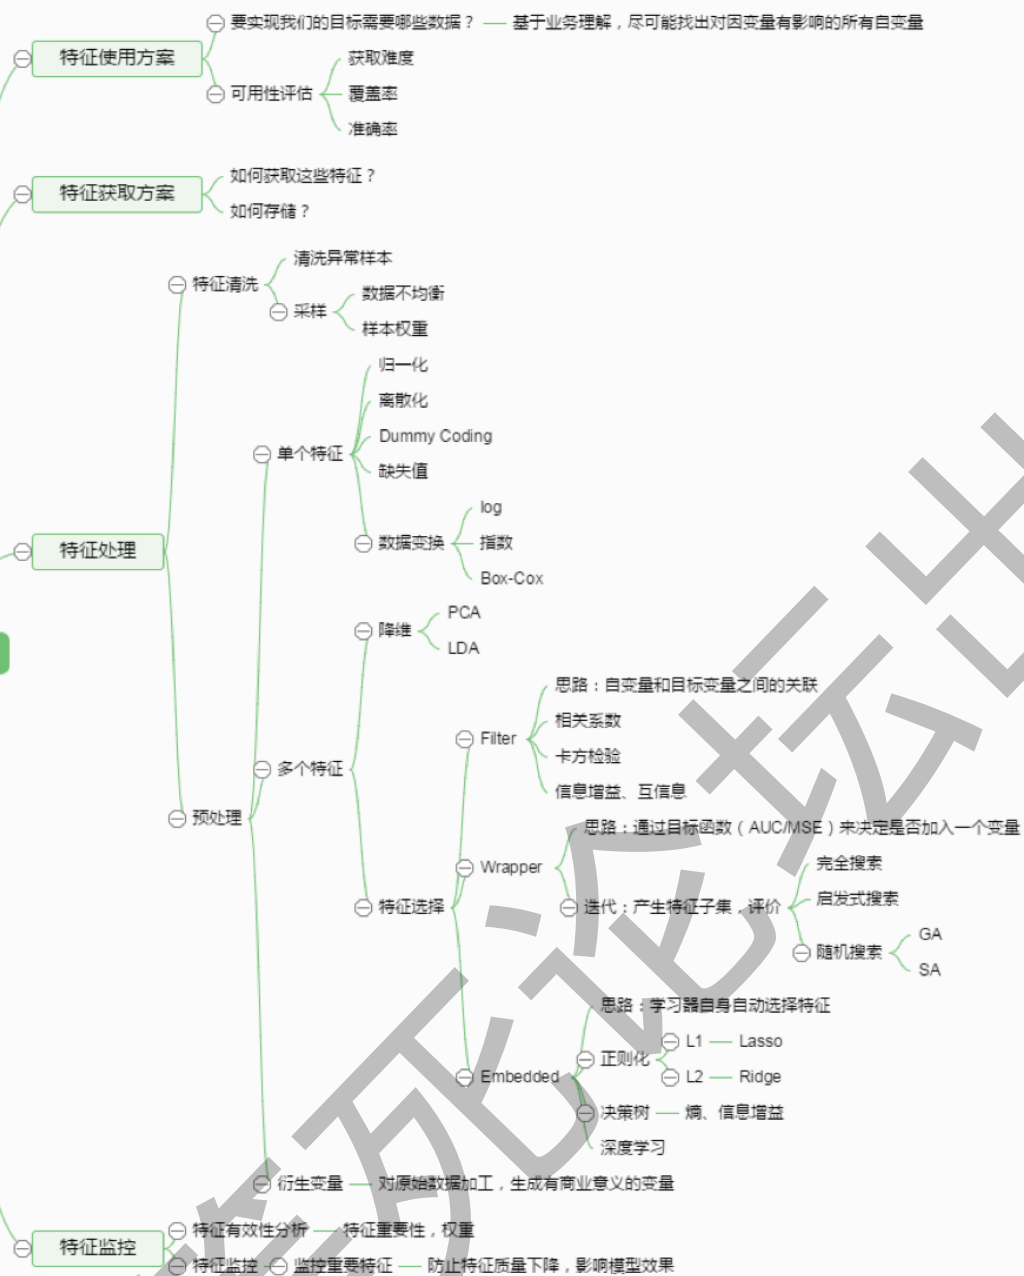 要实现我们的目标需要哪些数据？ 基于业务理解，尽可能找出对因变量有影响的所有自变量
特征使用方案
获取难度
可用性评估
覆盖率
准确率
如何获取这些特征？
特征获取方案
如何存储？
清洗异常样本
特征清洗
数据不均衡
采样
样本权重
归一化
离散化
Dummy Coding
单个特征
缺失值
log
数据变换
指数
特征处理
Box-Cox
PCA
降维
LDA
思路：自变量和目标变量之间的关联
相关系数
Filter
卡方检验
多个特征
信息增益、互信息
预处理
思路：通过目标函数（AUC/MSE）来决定是否加入一个变量
Wrapper
完全搜索
启发式搜索
特征选择
迭代：产生特征子集，评价
GA
随机搜索
SA
思路：学习器自身自动选择特征
L1 Lasso
正则化
L2 Ridge
Embedded
决策树 熵、信息增益
深度学习
衍生变量 对原始数据加工，生成有商业意义的变量
特征有效性分析 特征重要性，权重
特征监控
特征监控 监控重要特征 防止特征质量下降，影响模型效果
死论坛出